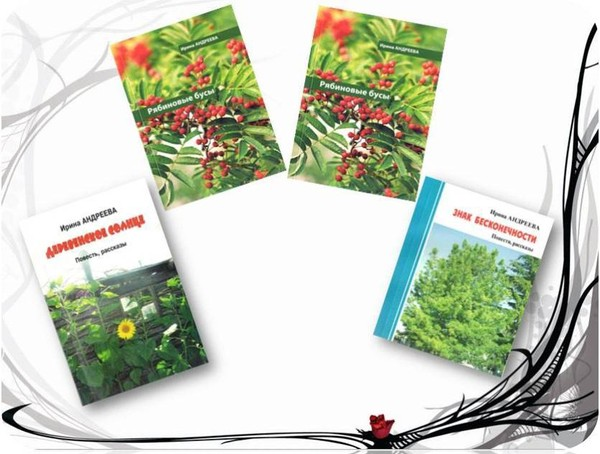 Ирина АНДРЕЕВА
Рябиновые бусы
Ирина АНДРЕЕВА
Рябиновые бусы
Ирина АНДРЕЕВА
ДЕРЕВЕНСКОЕ СОЛНЦЕ
Повесть, рассказы
Ирина АНДРЕЕВА
ЗНАК БЕСКОНЕЧНОСТИ
Повесть, рассказы